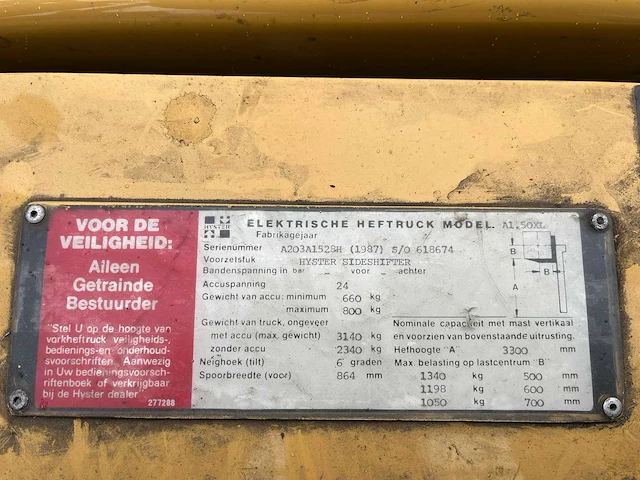 VOOR DE
VEILIGHEID:
Alleen
Getrainde
Bestuurder
"Stel U op de hoogte van
vorkheftruck veiligheids-,
bedienings-en onderhoud-
svoorschriften. Aanwezig
in Uw bedieningsvoorsch-
riftenboek of verkrijgbaar
bij de Hyster dealer"
277288
HYSTER
ELEKTRISCHE HEFTRUCK MODEL. A1.50XL
Fabrikagejaar
Serienummer A203A1528H (1987) S/O 618674
Voorzetsfuk HYSTER SIDESHIFTER
Bandenspanning in bar - voor - achter
Accuspanning 24
Gewicht van accu: minimum 660 kg
maximum 800 kg
Gewicht van truck, ongeveer
met accu (max. gewicht) 3140 kg
zonder accu 2340 kg
Neighoek (tilt) 6 graden
Spoorbreedte (voor) 864 mm
B
B
A
Nominale capaciteit met mast vertikaal
en voorzien van bovenstaande uitrusting.
Hefhoogte "A" 3300 mm
Max. belasting op lastcentrum "B"
1340 kg 500 mm
1198 kg 600 mm
1050 kg 700 mm